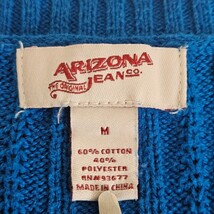 ARIZONA
THE ORIGINAL JEAN CO.
M
60% COTTON
40%
POLYESTER
RN#93677
MADE IN CHINA